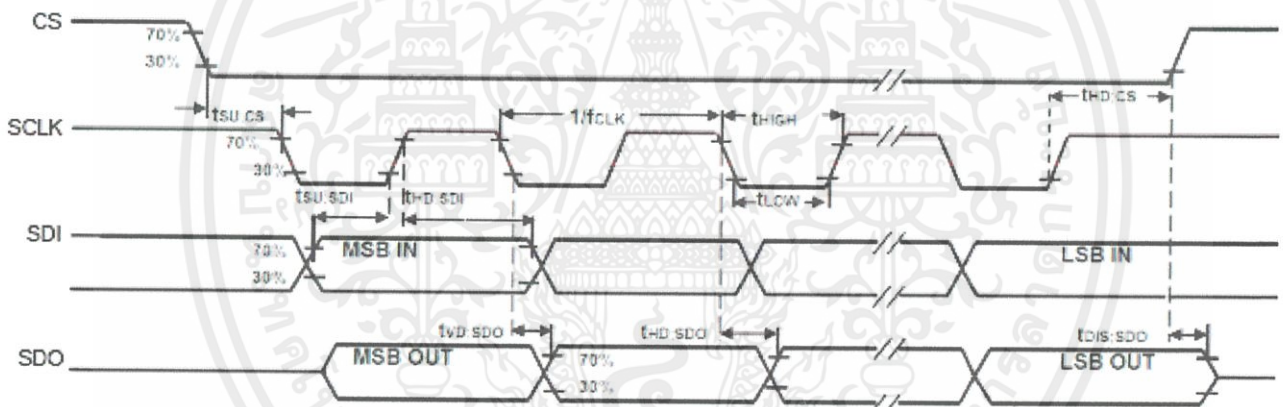 CS
70%
30%
tSU:CS
1/fCLK
tHIGH
tHD:CS
SCLK
70%
30%
tSU:SDI
tHD:SDI
tLOW
SDI
70%
30%
MSB IN
LSB IN
tVD:SDO
tHD:SDO
tDIS:SDO
SDO
MSB OUT
70%
30%
LSB OUT